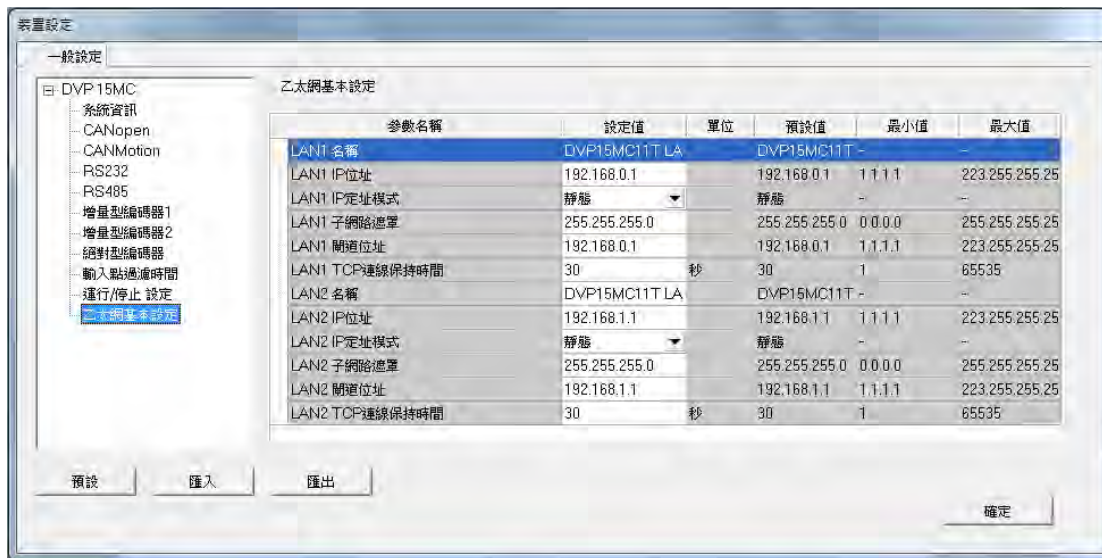 裝置設定
一般設定
DVP15MC
系統資訊
CANopen
CANMotion
RS232
RS485
增量型編碼器1
增量型編碼器2
絕對型編碼器
輸入點過濾時間
運行/停止 設定
乙太網基本設定
乙太網基本設定
參數名稱 設定值 單位 預設值 最小值 最大值
LAN1 名稱 DVP15MC11T LA DVP15MC11T - --
LAN1 IP位址 192.168.0.1 192.168.0.1 1.1.1.1 223.255.255.25
LAN1 IP定址模式 靜態 靜態 - --
LAN1 子網路遮罩 255.255.255.0 255.255.255.0 0.0.0.0 255.255.255.25
LAN1 閘道位址 192.168.0.1 192.168.0.1 1.1.1.1 223.255.255.25
LAN1 TCP連線保持時間 30 秒 30 1 65535
LAN2 名稱 DVP15MC11T LA DVP15MC11T - --
LAN2 IP位址 192.168.1.1 192.168.1.1 1.1.1.1 223.255.255.25
LAN2 IP定址模式 靜態 靜態 - --
LAN2 子網路遮罩 255.255.255.0 255.255.255.0 0.0.0.0 255.255.255.25
LAN2 閘道位址 192.168.1.1 192.168.1.1 1.1.1.1 223.255.255.25
LAN2 TCP連線保持時間 30 秒 30 1 65535
預設 匯入 匯出
確定